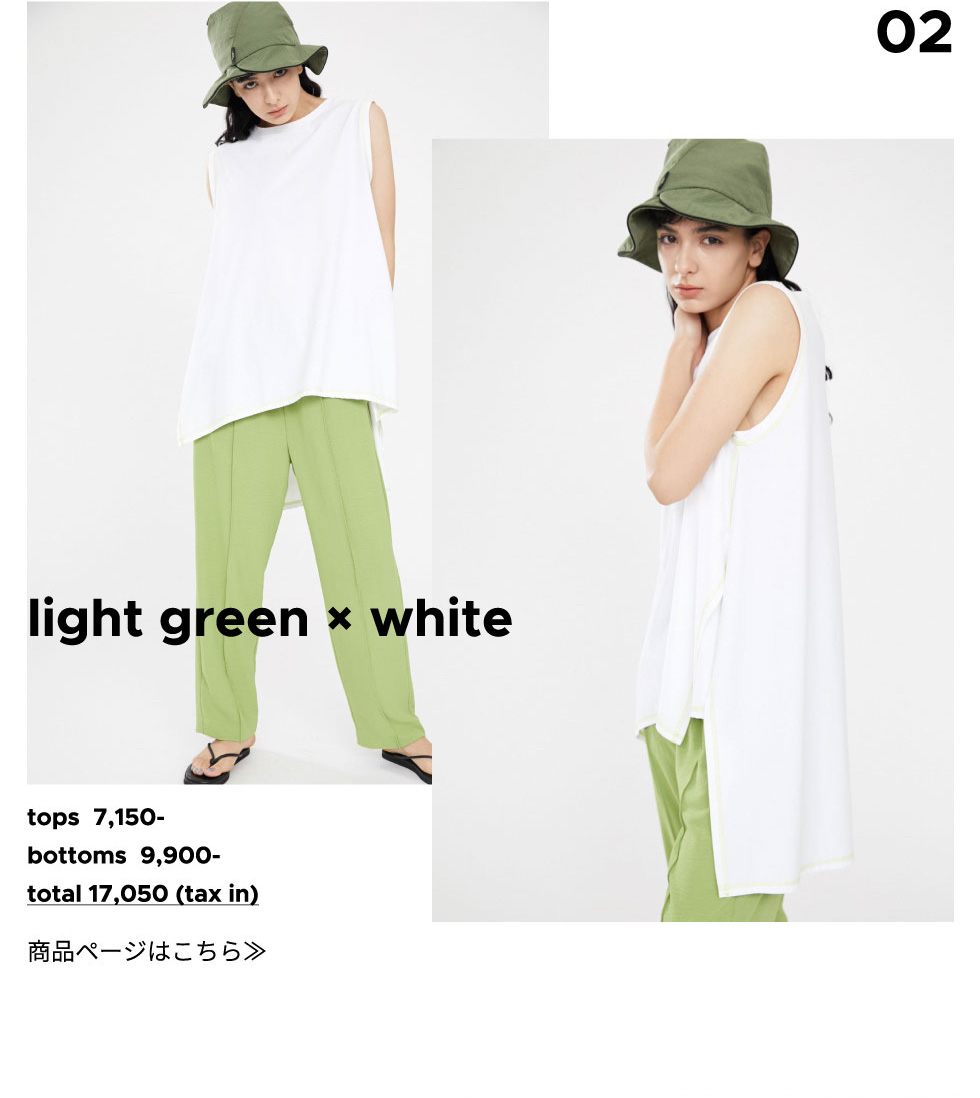 02
light green × white
tops 7,150-
bottoms 9,900-
total 17,050 (tax in)
商品ページはこちら≫